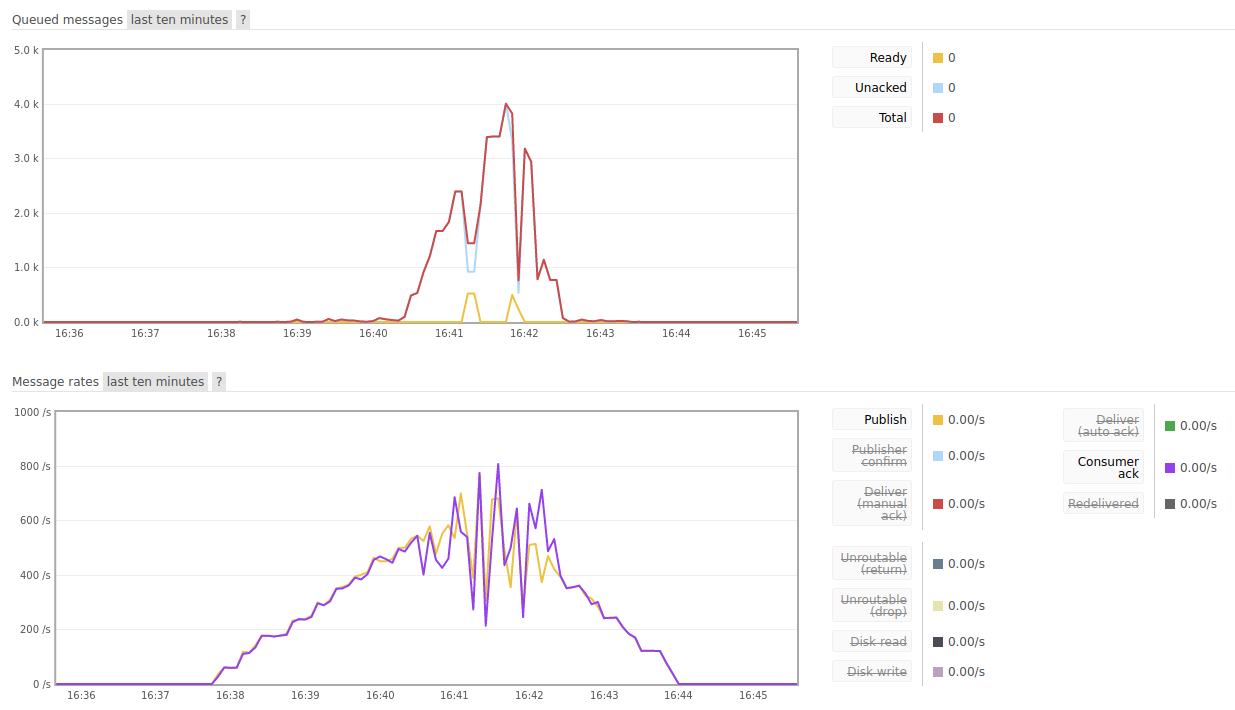 Queued messages last ten minutes ?
5.0 k
4.0 k
3.0 k
2.0 k
1.0 k
0.0 k
16:36 16:37 16:38 16:39 16:40 16:41 16:42 16:43 16:44 16:45
Ready 0
Unacked 0
Total 0
Message rates last ten minutes ?
1000 /s
800 /s
600 /s
400 /s
200 /s
0 /s
16:36 16:37 16:38 16:39 16:40 16:41 16:42 16:43 16:44 16:45
Publish 0.00/s
Publisher
confirm 0.00/s
Deliver
(manual
ack) 0.00/s
Unroutable
(return) 0.00/s
Unroutable
(drop) 0.00/s
Disk read 0.00/s
Disk write 0.00/s
Deliver
(auto ack) 0.00/s
Consumer
ack 0.00/s
Redelivered 0.00/s